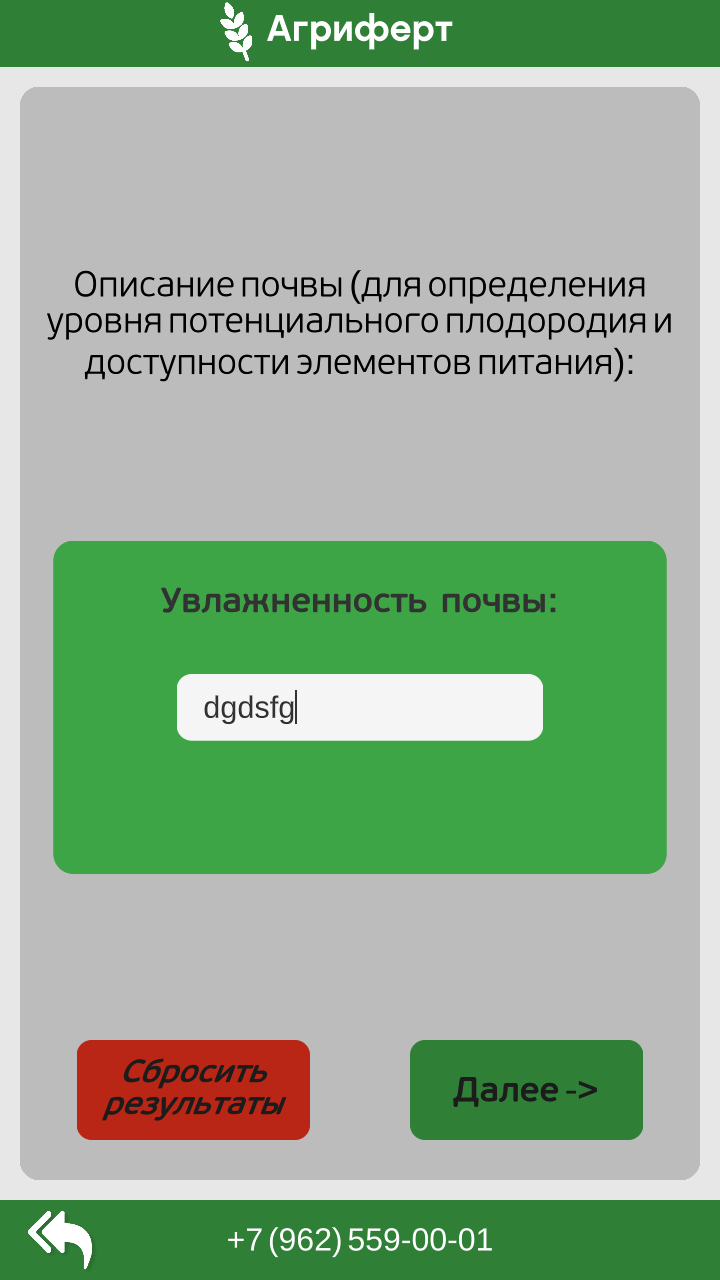 Агриферт
Описание почвы (для определения
уровня потенциального плодородия и
доступности элементов питания):
Увлажненность почвы:
dgdsfg
Сбросить
результаты
Далее ->
+7 (962) 559-00-01